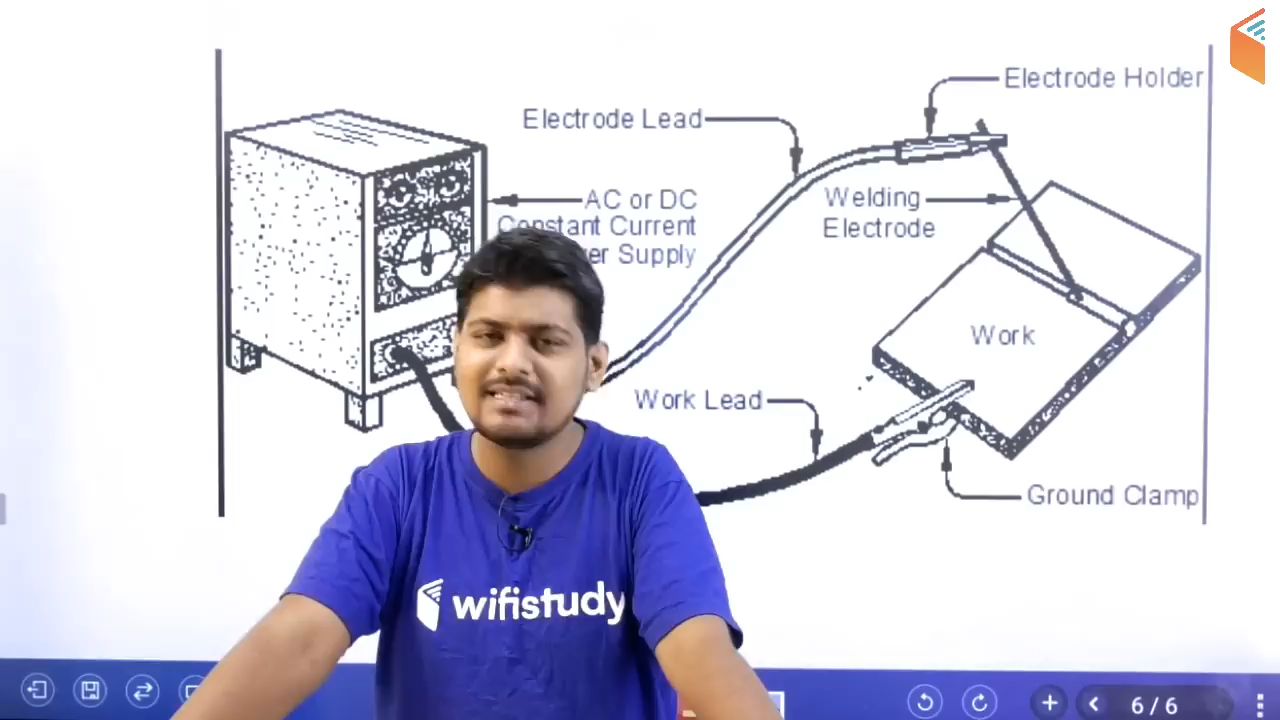 Electrode Holder
Electrode Lead
AC or DC
Constant Current
Supply
Welding
Electrode
Work
Work Lead
Ground Clamp
wifistudy
6 / 6